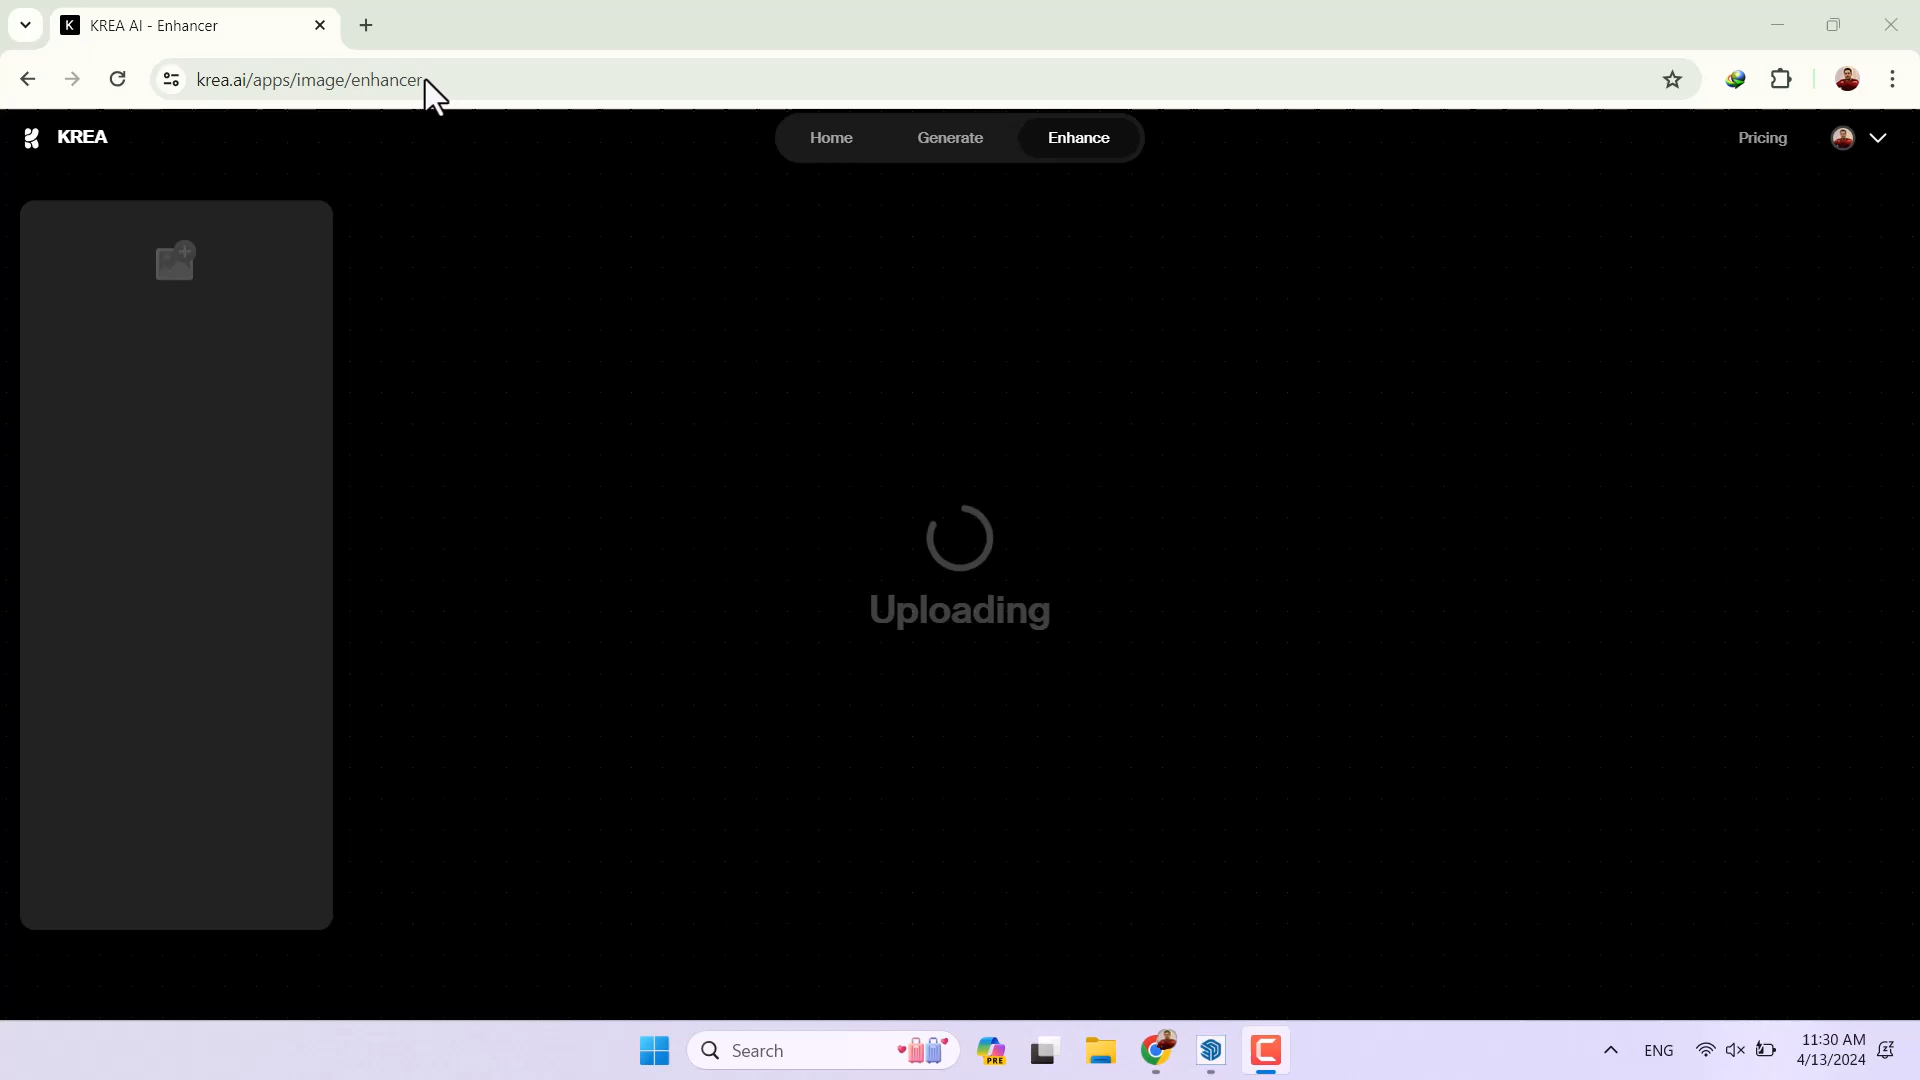 K
KREA AI - Enhancer
krea.ai/apps/image/enhancer
KREA
Home
Generate
Enhance
Pricing
Uploading
Search
PRE
ENG
11:30 AM
4/13/2024